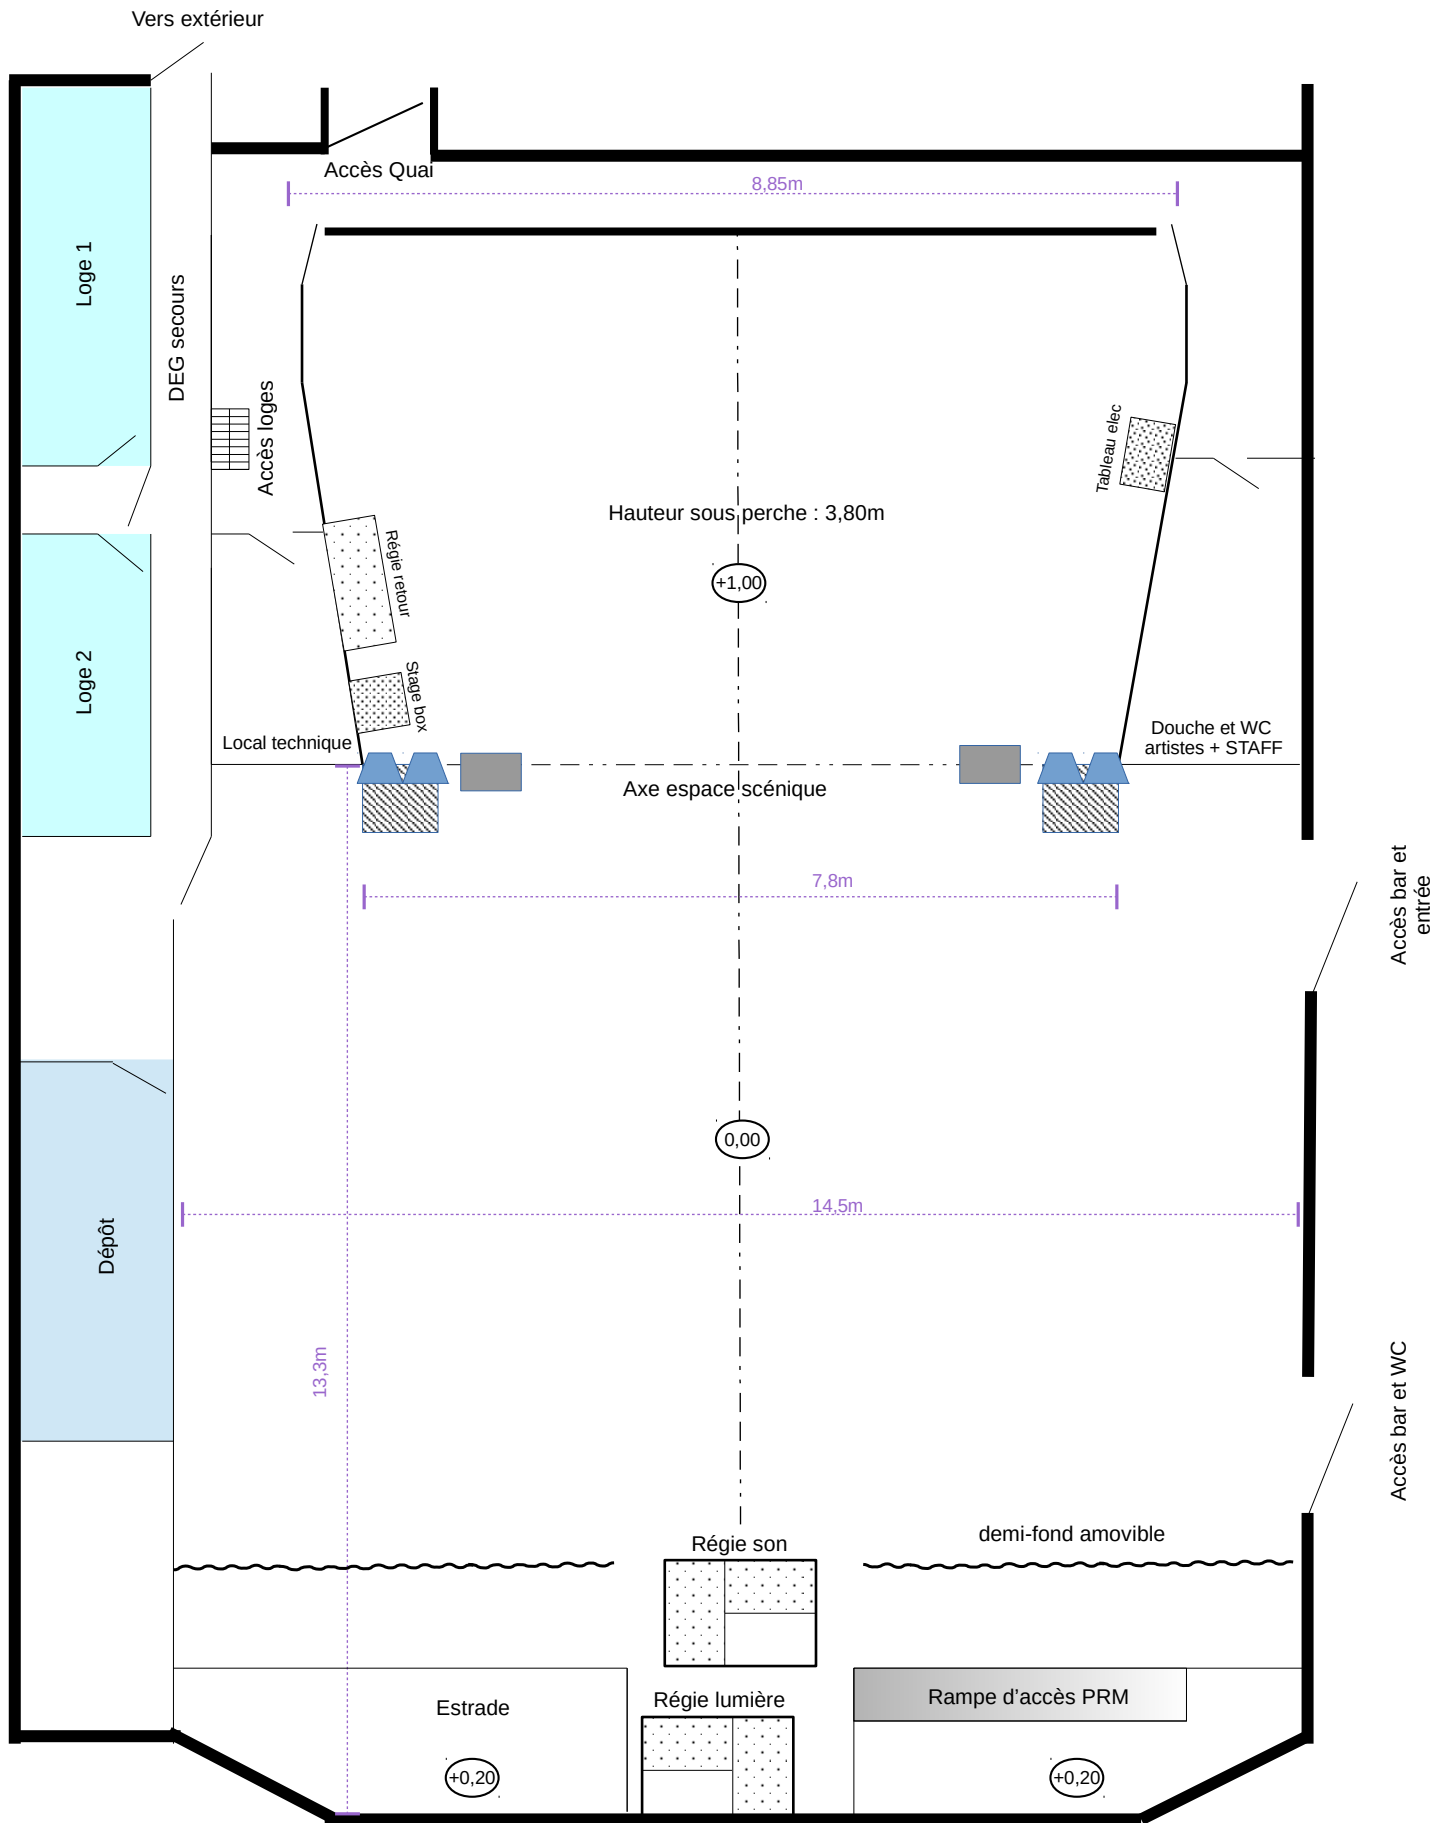 Vers extérieur
Accès Quai
8,85m
Loge 1
DEG secours
Accès loges
Tableau elec
Hauteur sous perche : 3,80m
Régie retour
+1,00
Loge 2
Stage box
Local technique
Douche et WC
artistes + STAFF
Axe espace scénique
7,8m
Accès bar et
entrée
0,00
14,5m
Dépôt
13,3m
Accès bar et WC
Régie son
demi-fond amovible
Régie lumière
Rampe d’accès PRM
Estrade
+0,20
+0,20